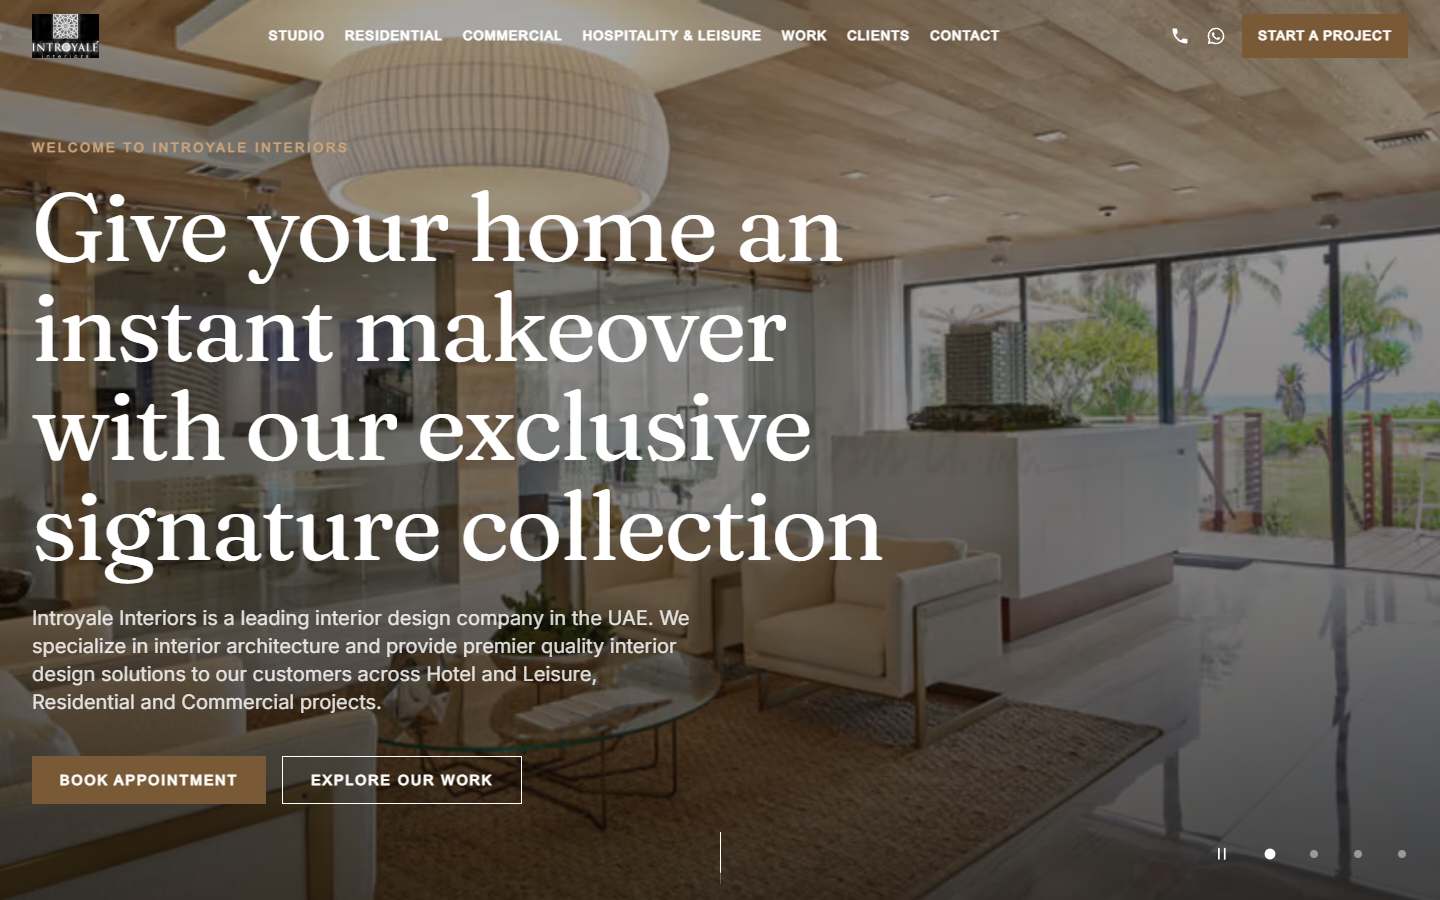 INTROYALE
interiors
STUDIO RESIDENTIAL COMMERCIAL HOSPITALITY & LEISURE WORK CLIENTS CONTACT
START A PROJECT
WELCOME TO INTROYALE INTERIORS
Give your home an
instant makeover
with our exclusive
signature collection
Introyale Interiors is a leading interior design company in the UAE. We
specialize in interior architecture and provide premier quality interior
design solutions to our customers across Hotel and Leisure,
Residential and Commercial projects.
BOOK APPOINTMENT
EXPLORE OUR WORK